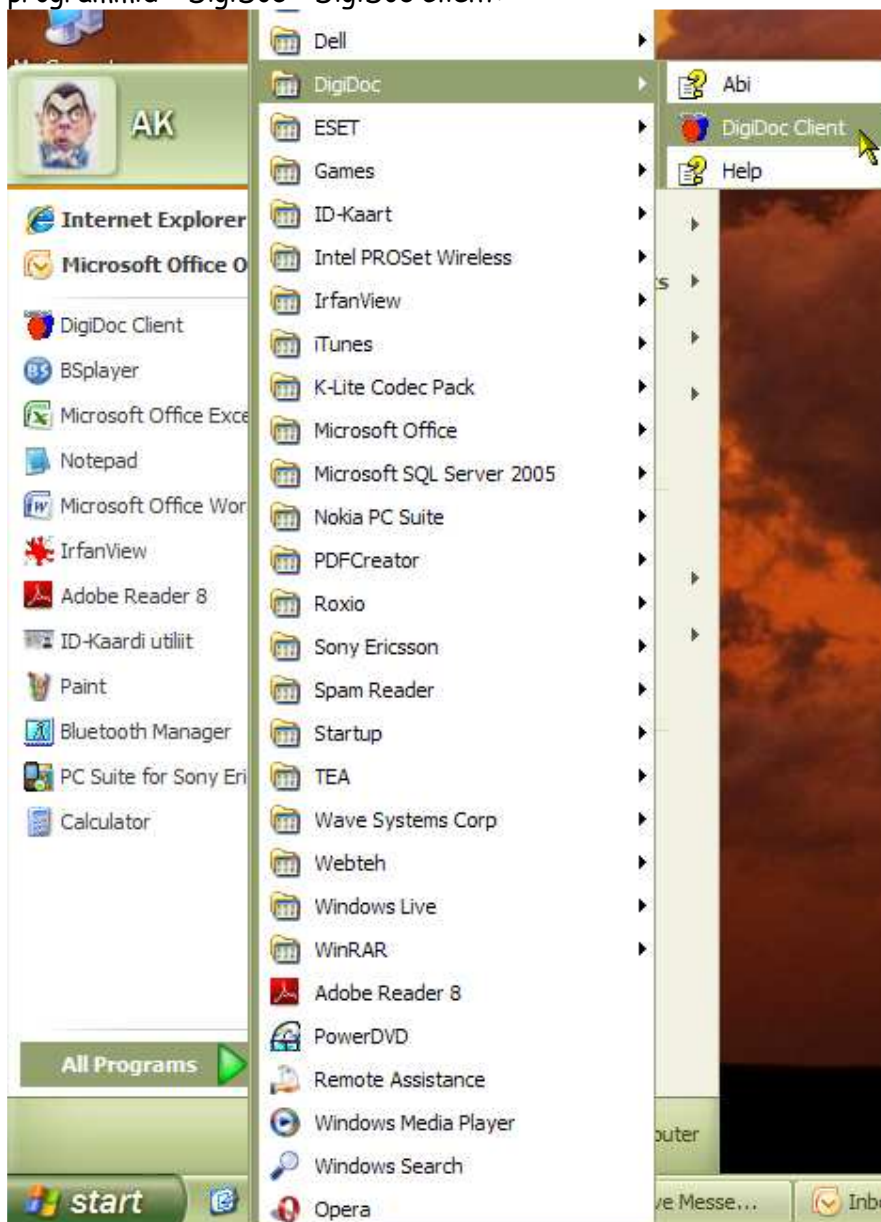 AK
Internet Explorer
Microsoft Office O
DigiDoc Client
BSplayer
Microsoft Office Exce
Notepad
Microsoft Office Wor
IrfanView
Adobe Reader 8
ID-Kaardi utiliit
Paint
Bluetooth Manager
PC Suite for Sony Eri
Calculator
All Programs
start
Dell
DigiDoc
ESET
Games
ID-Kaart
Intel PROSet Wireless
IrfanView
iTunes
K-Lite Codec Pack
Microsoft Office
Microsoft SQL Server 2005
Nokia PC Suite
PDFCreator
Roxio
Sony Ericsson
Spam Reader
Startup
TEA
Wave Systems Corp
Webteh
Windows Live
WinRAR
Adobe Reader 8
PowerDVD
Remote Assistance
Windows Media Player
Windows Search
Opera
Abi
DigiDoc Client
Help
s
puter
ve Messe...
Inb